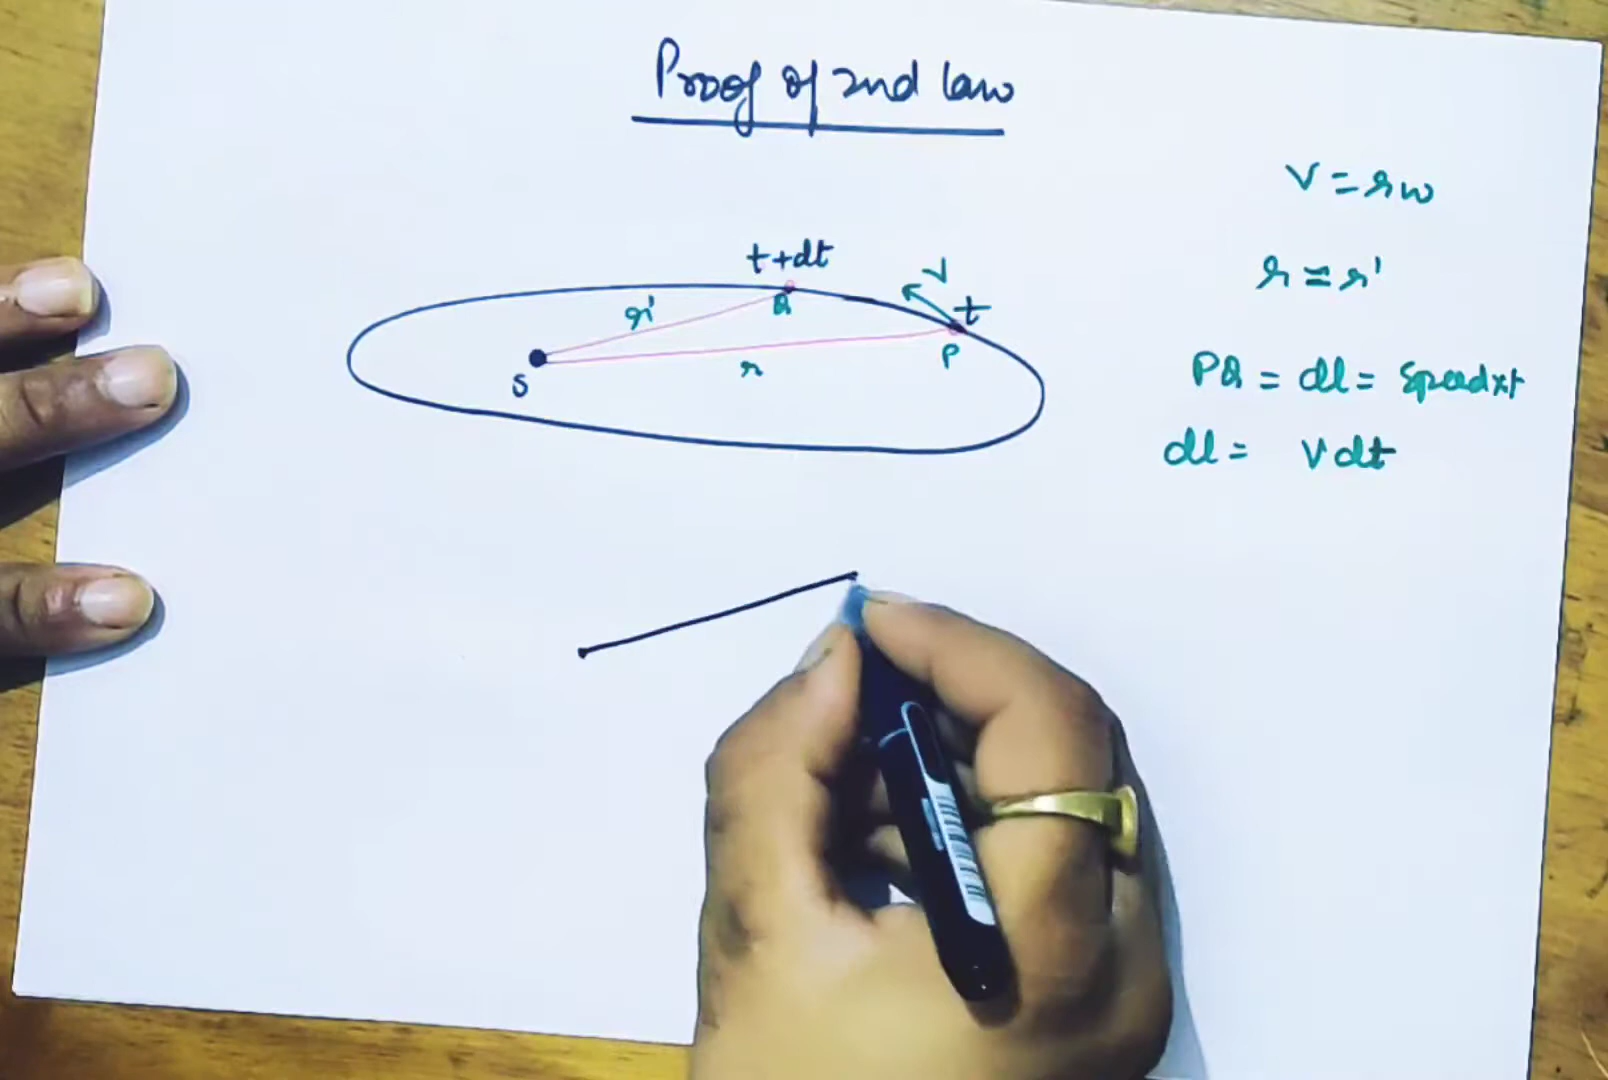 Proof of 2nd law
V = rω
r ≈ r'
PQ = dl = Speed×t
dl = Vdt
t+dt
V
t
r'
Q
P
r
S